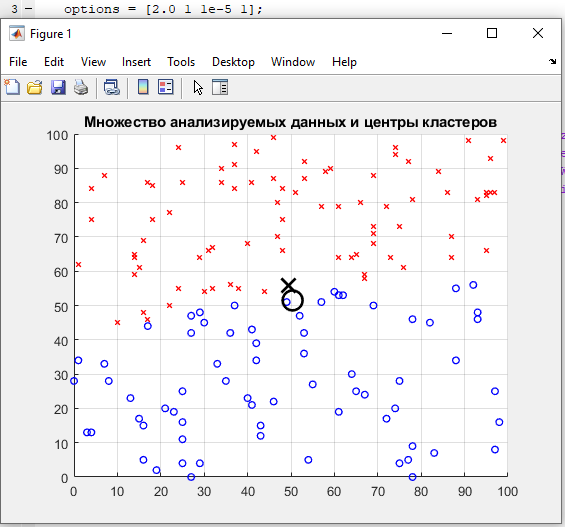 3 – options = [2.0 1 1e-5 1];
Figure 1
File Edit View Insert Tools Desktop Window Help
Множество анализируемых данных и центры кластеров
100
90
80
70
60
50
40
30
20
10
0
0 10 20 30 40 50 60 70 80 90 100